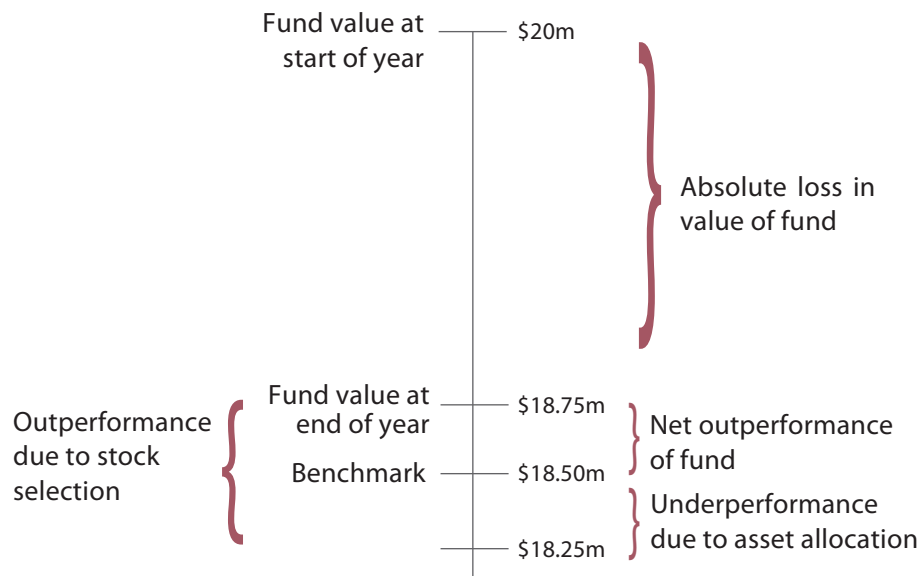 Fund value at
start of year
$20m
Absolute loss in
value of fund
Fund value at
end of year
$18.75m
Outperformance
due to stock
selection
Net outperformance
of fund
Benchmark
$18.50m
Underperformance
due to asset allocation
$18.25m